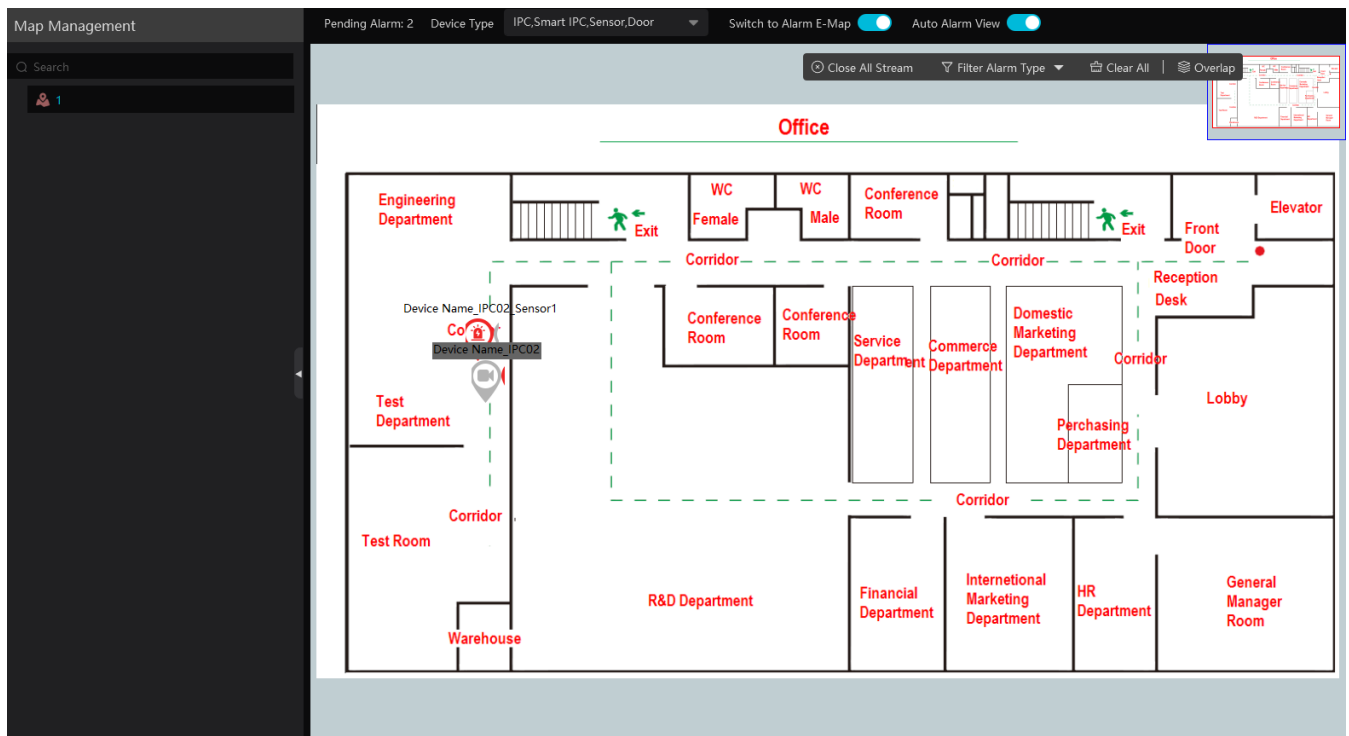 Map Management
Pending Alarm: 2
Device Type
IPC,Smart IPC,Sensor,Door
Switch to Alarm E-Map
Auto Alarm View
Search
1
Close All Stream
Filter Alarm Type
Clear All
Overlap
Office
Engineering
Department
Exit
WC
Female
WC
Male
Conference
Room
Exit
Front
Door
Elevator
Corridor
Corridor
Reception
Desk
Device Name_IPC02_Sensor1
Device Name_IPC02
Conference
Room
Conference
Room
Service
Department
Commerce
Department
Domestic
Marketing
Department
Corridor
Lobby
Test
Department
Perchasing
Department
Corridor
Corridor
Test Room
R&D Department
Financial
Department
Internetional
Marketing
Department
HR
Department
General
Manager
Room
Warehouse